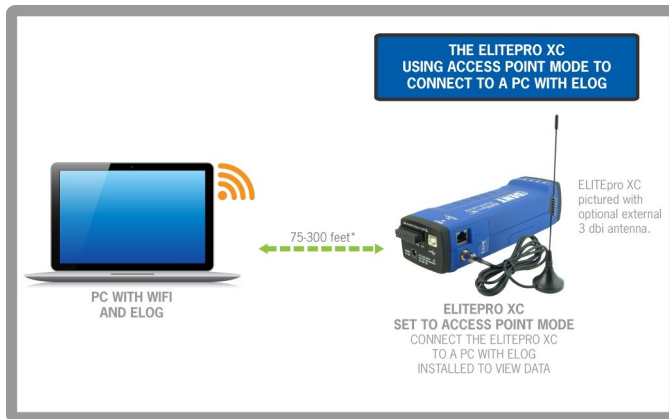 THE ELITEPRO XC
USING ACCESS POINT MODE TO
CONNECT TO A PC WITH ELOG
ELITEpro XC
pictured with
optional external
3 dbi antenna.
75-300 feet*
PC WITH WIFI
AND ELOG
ELITEPRO XC
SET TO ACCESS POINT MODE
CONNECT THE ELITEPRO XC
TO A PC WITH ELOG
INSTALLED TO VIEW DATA